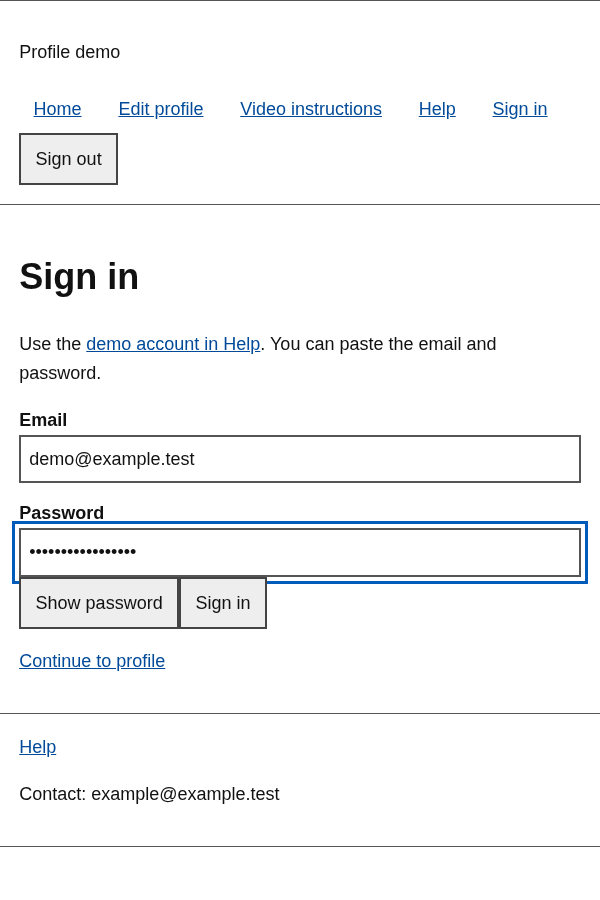 Profile demo
Home Edit profile Video instructions Help Sign in
Sign out
Sign in
Use the demo account in Help. You can paste the email and
password.
Email
demo@example.test
Password
•••••••••••••••••
Show password Sign in
Continue to profile
Help
Contact: example@example.test